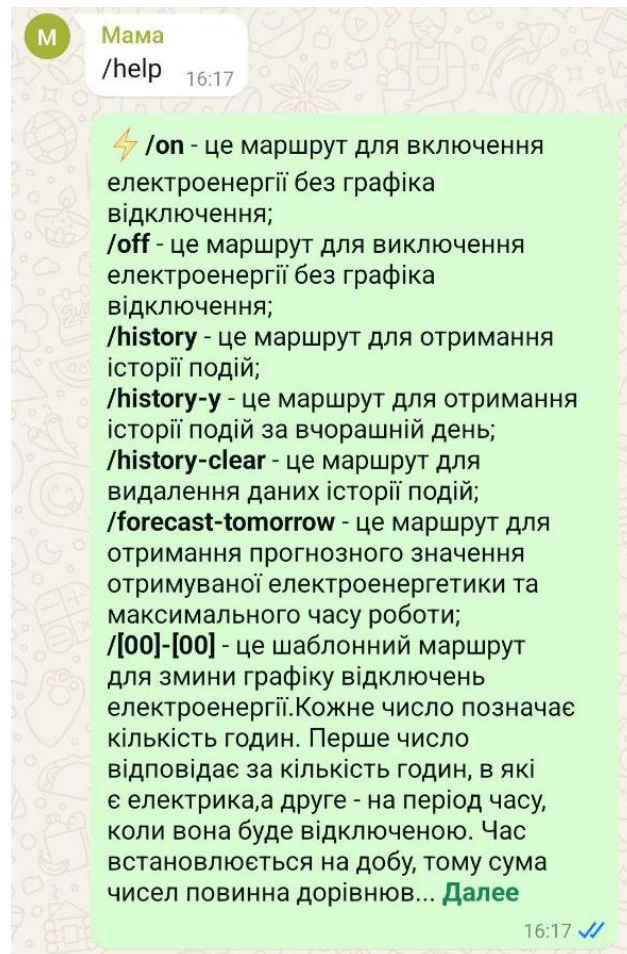 М
Мама
/help 16:17
⚡ /on - це маршрут для включення
електроенергії без графіка
відключення;
/off - це маршрут для виключення
електроенергії без графіка
відключення;
/history - це маршрут для отримання
історії подій;
/history-y - це маршрут для отримання
історії подій за вчорашній день;
/history-clear - це маршрут для
видалення даних історії подій;
/forecast-tomorrow - це маршрут для
отримання прогнозного значення
отримуваної електроенергетики та
максимального часу роботи;
/[00]-[00] - це шаблонний маршрут
для зміни графіку відключень
електроенергії.Кожне число позначає
кількість годин. Перше число
відповідає за кількість годин, в які
є електрика,а друге - на період часу,
коли вона буде відключеною. Час
встановлюється на добу, тому сума
чисел повинна дорівнюв... Далее
16:17